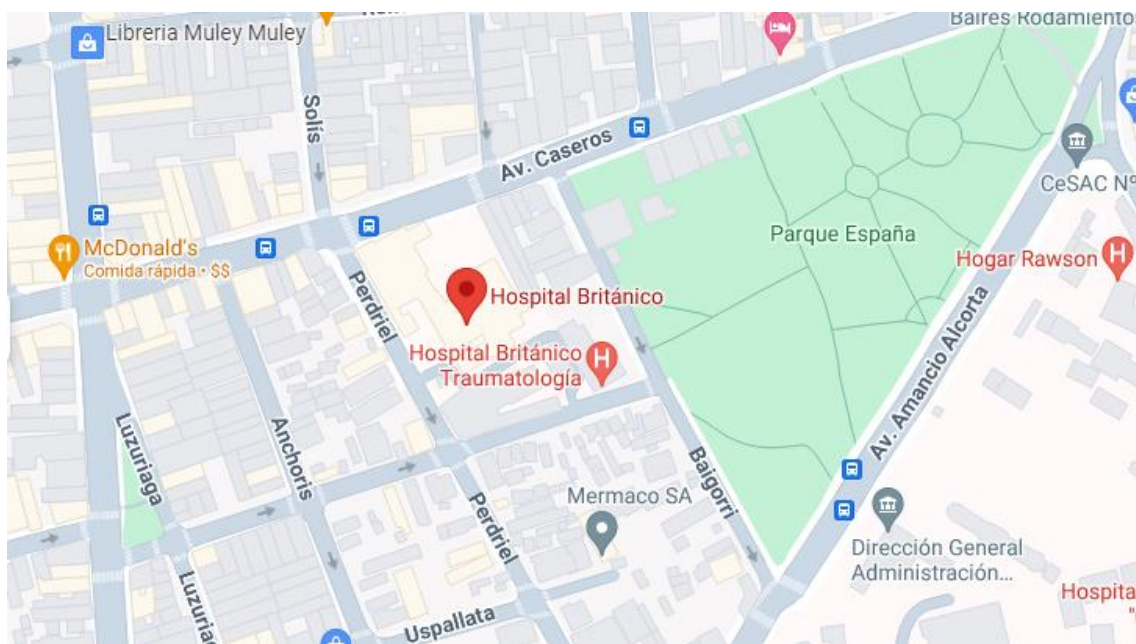 Baires Rodamiento
Libreria Muley Muley
Solís
Av. Caseros
CeSAC Nº
Parque España
McDonald's
Comida rápida • $$
Hogar Rawson
H
Perdriel
Hospital Británico
Hospital Británico
Traumatología
H
Av. Amancio Alcorta
Luzuriaga
Anchoris
Baigorri
Mermaco SA
Perdriel
Dirección General
Administración...
Luzuriaga
Uspallata
Hospita
"